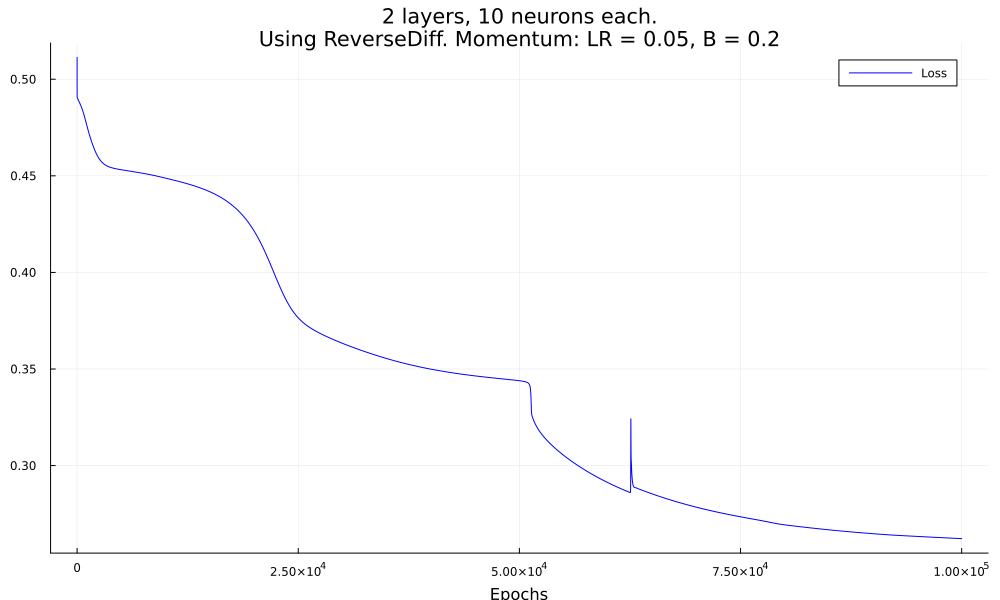 2 layers, 10 neurons each.
Using ReverseDiff. Momentum: LR = 0.05, B = 0.2
Loss
0.50
0.45
0.40
0.35
0.30
0
2.50×10⁴
5.00×10⁴
7.50×10⁴
1.00×10⁵
Epochs